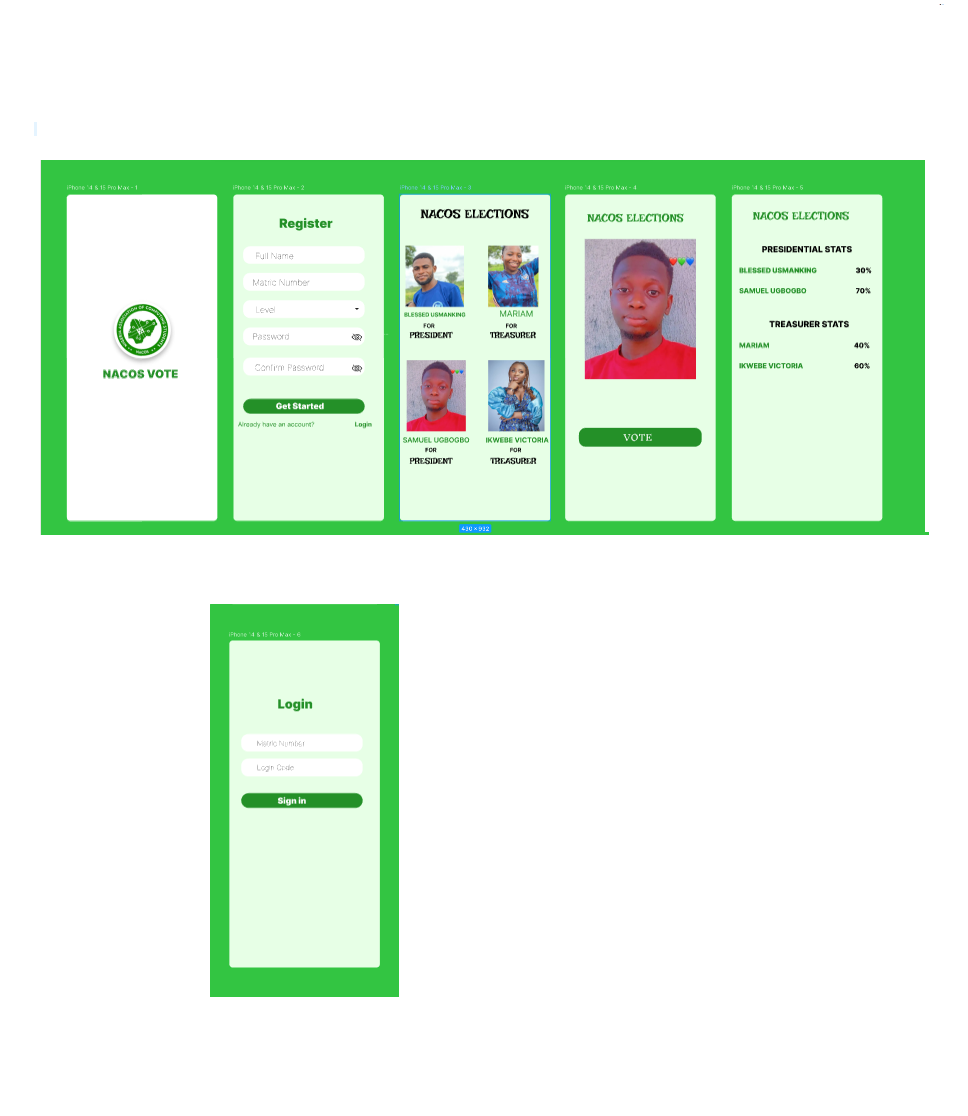 iPhone 14 & 15 Pro Max - 1
NACOS VOTE
iPhone 14 & 15 Pro Max - 2
Register
Full Name
Matric Number
Level
Password
Confirm Password
Get Started
Already have an account? Login
iPhone 14 & 15 Pro Max - 3
NACOS ELECTIONS
BLESSED USMANKING
FOR
PRESIDENT
MARIAM
FOR
TREASURER
SAMUEL UGBOGBO
FOR
PRESIDENT
IKWEBE VICTORIA
FOR
TREASURER
430 × 932
iPhone 14 & 15 Pro Max - 4
NACOS ELECTIONS
VOTE
iPhone 14 & 15 Pro Max - 5
NACOS ELECTIONS
PRESIDENTIAL STATS
BLESSED USMANKING 30%
SAMUEL UGBOGBO 70%
TREASURER STATS
MARIAM 40%
IKWEBE VICTORIA 60%
iPhone 14 & 15 Pro Max - 6
Login
Matric Number
Login Code
Sign in